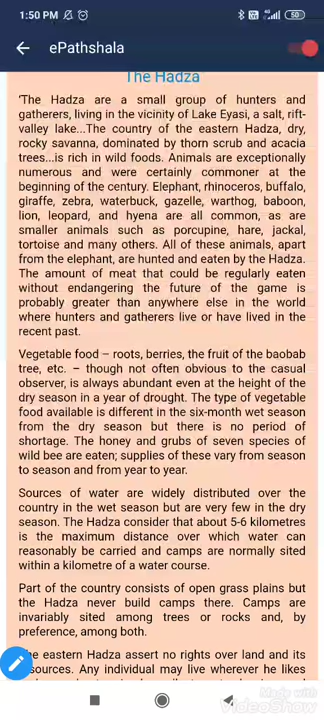 1:50 PM
50
ePathshala
The Hadza
'The Hadza are a small group of hunters and
gatherers, living in the vicinity of Lake Eyasi, a salt, rift-
valley lake...The country of the eastern Hadza, dry,
rocky savanna, dominated by thorn scrub and acacia
trees...is rich in wild foods. Animals are exceptionally
numerous and were certainly commoner at the
beginning of the century. Elephant, rhinoceros, buffalo,
giraffe, zebra, waterbuck, gazelle, warthog, baboon,
lion, leopard, and hyena are all common, as are
smaller animals such as porcupine, hare, jackal,
tortoise and many others. All of these animals, apart
from the elephant, are hunted and eaten by the Hadza.
The amount of meat that could be regularly eaten
without endangering the future of the game is
probably greater than anywhere else in the world
where hunters and gatherers live or have lived in the
recent past.
Vegetable food – roots, berries, the fruit of the baobab
tree, etc. – though not often obvious to the casual
observer, is always abundant even at the height of the
dry season in a year of drought. The type of vegetable
food available is different in the six-month wet season
from the dry season but there is no period of
shortage. The honey and grubs of seven species of
wild bee are eaten; supplies of these vary from season
to season and from year to year.
Sources of water are widely distributed over the
country in the wet season but are very few in the dry
season. The Hadza consider that about 5-6 kilometres
is the maximum distance over which water can
reasonably be carried and camps are normally sited
within a kilometre of a water course.
Part of the country consists of open grass plains but
the Hadza never build camps there. Camps are
invariably sited among trees or rocks and, by
preference, among both.
The eastern Hadza assert no rights over land and its
resources. Any individual may live wherever he likes
Made with